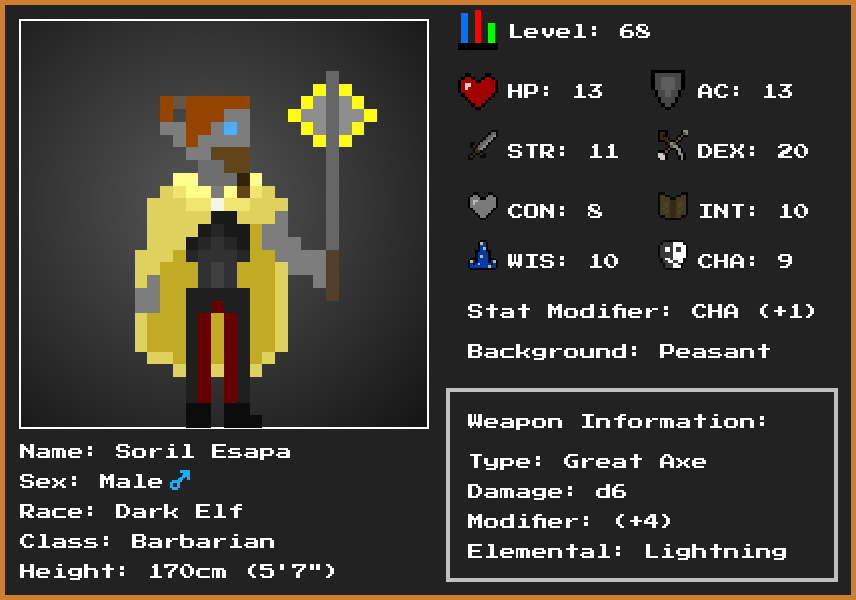 Level: 68
HP: 13
AC: 13
STR: 11
DEX: 20
CON: 8
INT: 10
WIS: 10
CHA: 9
Stat Modifier: CHA (+1)
Background: Peasant
Weapon Information:
Type: Great Axe
Damage: d6
Modifier: (+4)
Elemental: Lightning
Name: Soril Esapa
Sex: Male♂
Race: Dark Elf
Class: Barbarian
Height: 170cm (5'7")